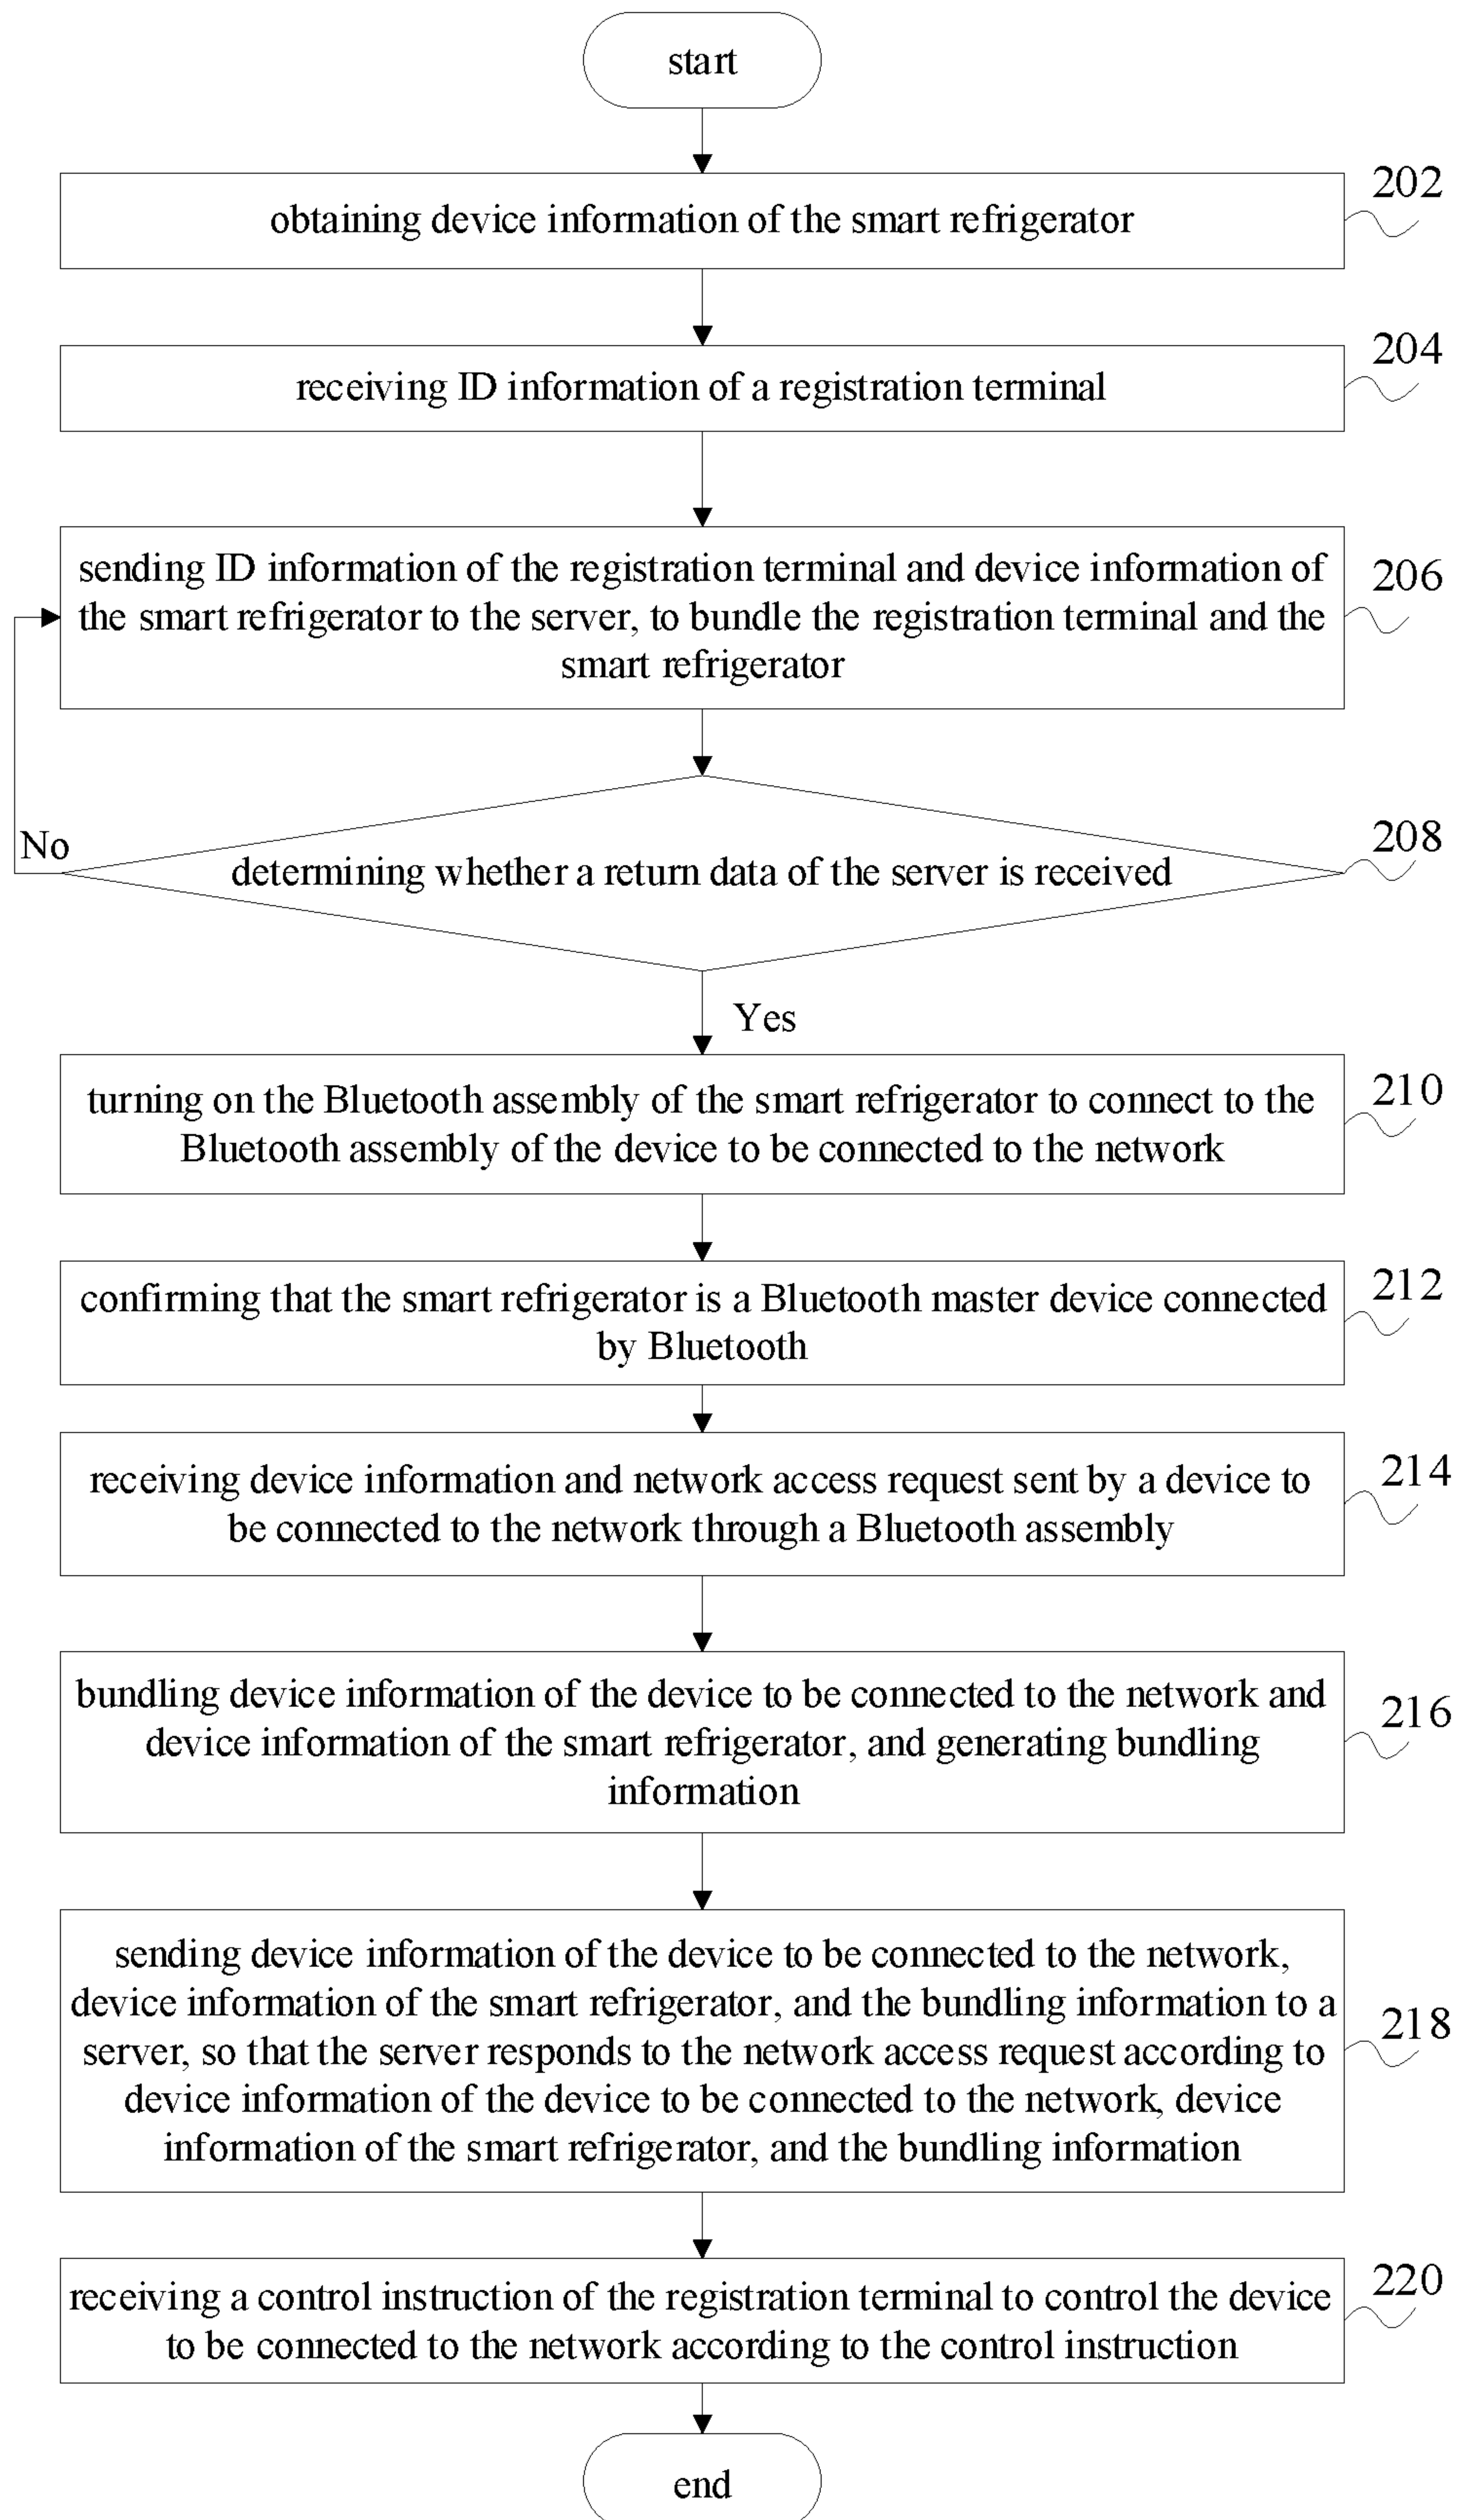 start
202
obtaining device information of the smart refrigerator
204
receiving ID information of a registration terminal
206
sending ID information of the registration terminal and device information of
the smart refrigerator to the server, to bundle the registration terminal and the
smart refrigerator
208
No
determining whether a return data of the server is received
Yes
210
turning on the Bluetooth assembly of the smart refrigerator to connect to the
Bluetooth assembly of the device to be connected to the network
212
confirming that the smart refrigerator is a Bluetooth master device connected
by Bluetooth
214
receiving device information and network access request sent by a device to
be connected to the network through a Bluetooth assembly
216
bundling device information of the device to be connected to the network and
device information of the smart refrigerator, and generating bundling
information
218
sending device information of the device to be connected to the network,
device information of the smart refrigerator, and the bundling information to a
server, so that the server responds to the network access request according to
device information of the device to be connected to the network, device
information of the smart refrigerator, and the bundling information
220
receiving a control instruction of the registration terminal to control the device
to be connected to the network according to the control instruction
end